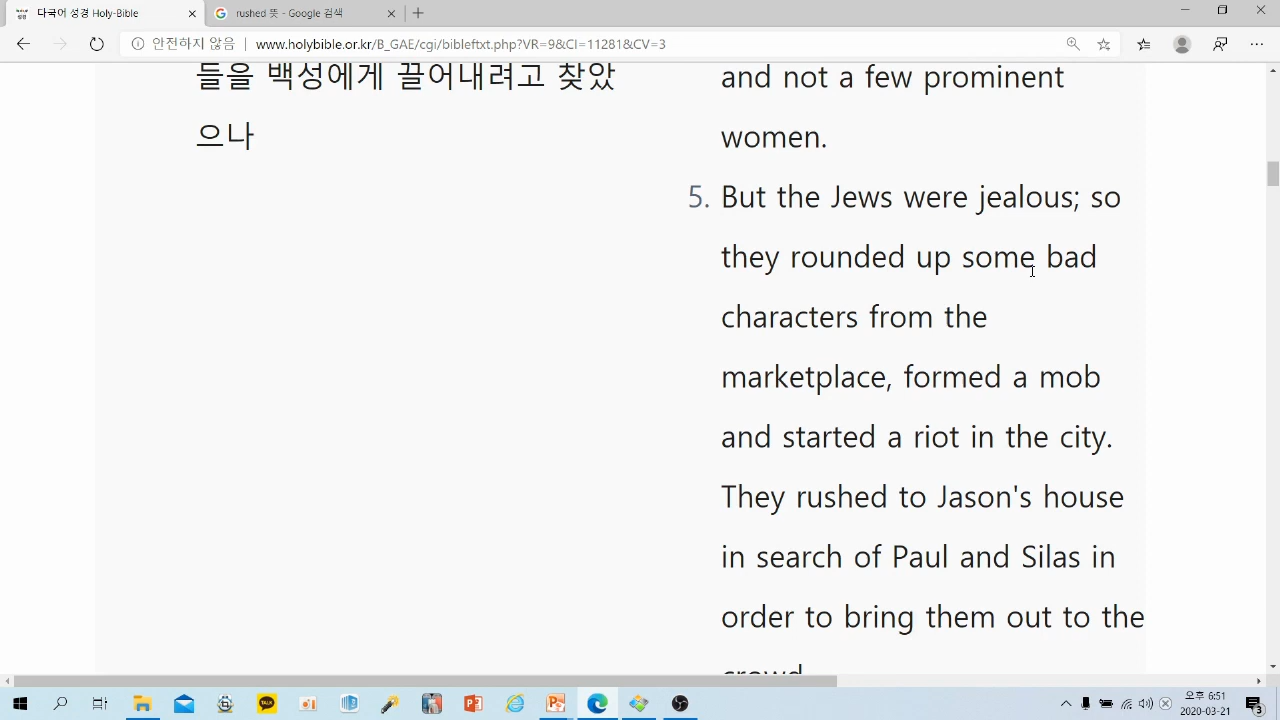 다국어 성경 Holy-Bible
rushed 뜻 - Google 검색
안전하지 않음
www.holybible.or.kr/B_GAE/cgi/bibleftxt.php?VR=9&CI=11281&CV=3
들을 백성에게 끌어내려고 찾았
으나
and not a few prominent
women.
5. But the Jews were jealous; so
they rounded up some bad
characters from the
marketplace, formed a mob
and started a riot in the city.
They rushed to Jason's house
in search of Paul and Silas in
order to bring them out to the
crowd.
TALK
오후 6:51
2020-03-21
3